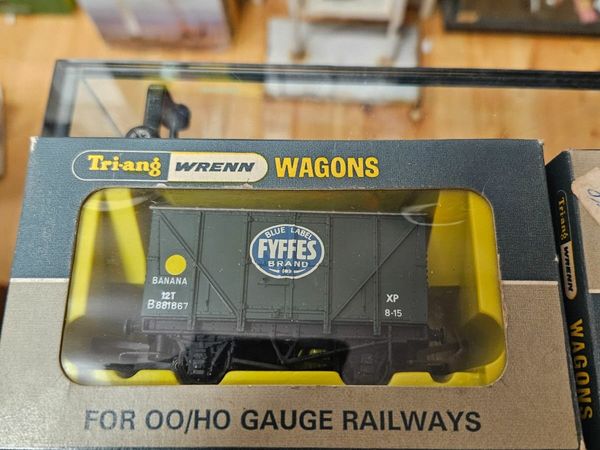 Tri-ang WRENN WAGONS
BLUE LABEL
FYFFES
BRAND
BANANA
12T
B881867
XP
8-15
FOR OO/HO GAUGE RAILWAYS
Tri-ang WRENN WAGONS